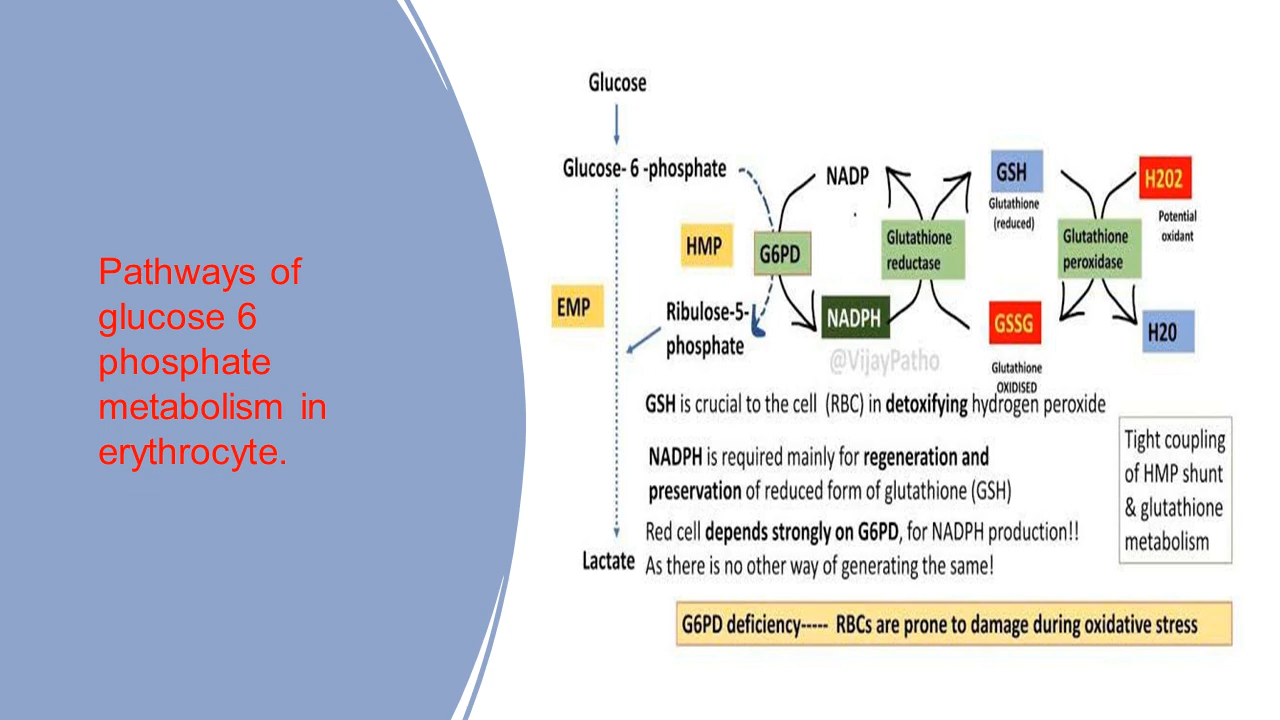 Pathways of
glucose 6
phosphate
metabolism in
erythrocyte.
Glucose
Glucose- 6 -phosphate
NADP
GSH
Glutathione
(reduced)
H202
Potential
oxidant
HMP
G6PD
Glutathione
reductase
Glutathione
peroxidase
EMP
Ribulose-5-
phosphate
NADPH
GSSG
Glutathione
OXIDISED
H20
@VijayPatho
GSH is crucial to the cell (RBC) in detoxifying hydrogen peroxide
NADPH is required mainly for regeneration and
preservation of reduced form of glutathione (GSH)
Red cell depends strongly on G6PD, for NADPH production!!
As there is no other way of generating the same!
Lactate
Tight coupling
of HMP shunt
& glutathione
metabolism
G6PD deficiency----- RBCs are prone to damage during oxidative stress